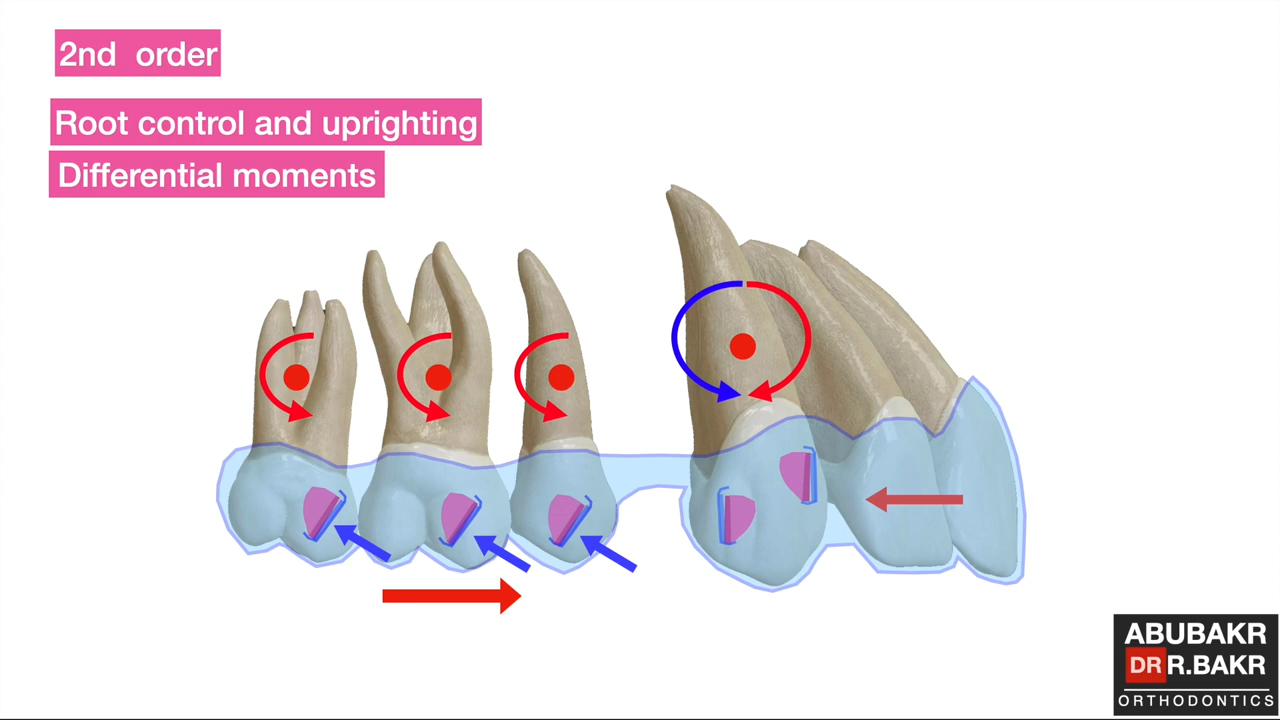 2nd order
Root control and uprighting
Differential moments
ABUBAKR
DR R.BAKR
ORTHODONTICS